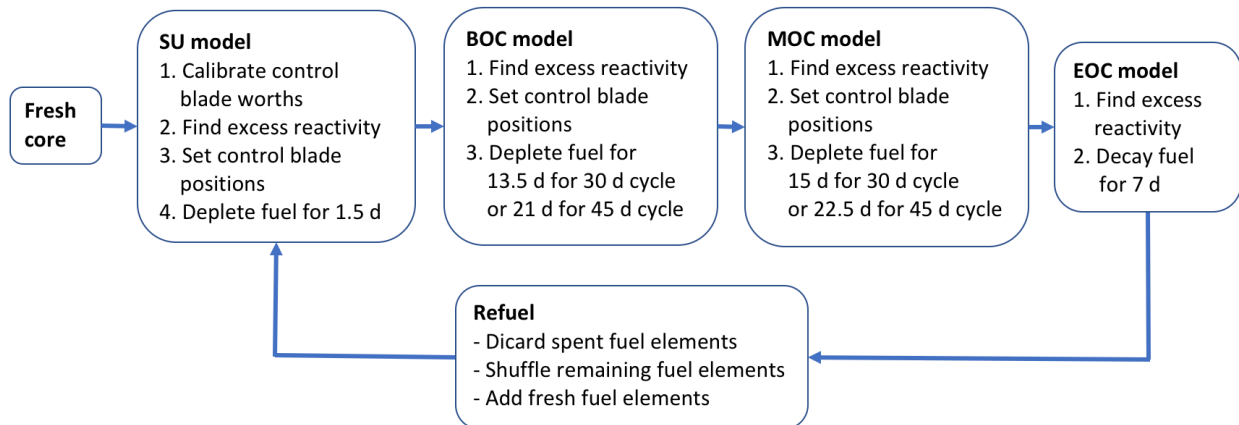 Fresh
core
SU model
1. Calibrate control
blade worths
2. Find excess reactivity
3. Set control blade
positions
4. Deplete fuel for 1.5 d
BOC model
1. Find excess reactivity
2. Set control blade
positions
3. Deplete fuel for
13.5 d for 30 d cycle
or 21 d for 45 d cycle
MOC model
1. Find excess reactivity
2. Set control blade
positions
3. Deplete fuel for
15 d for 30 d cycle
or 22.5 d for 45 d cycle
EOC model
1. Find excess
reactivity
2. Decay fuel
for 7 d
Refuel
- Dicard spent fuel elements
- Shuffle remaining fuel elements
- Add fresh fuel elements